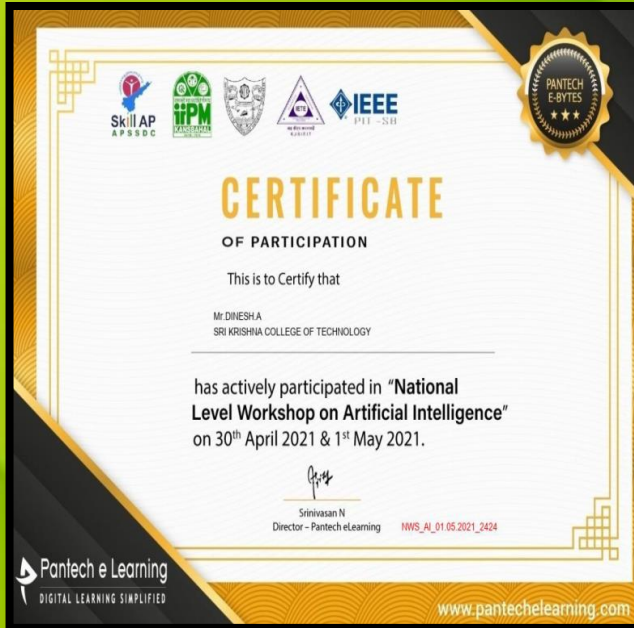 Skill AP
APSSDC
iiPM
KANSBAHAL
IETE
IEEE
PIT-SB
PANTECH
E-BYTES
CERTIFICATE
OF PARTICIPATION
This is to Certify that
Mr.DINESH.A
SRI KRISHNA COLLEGE OF TECHNOLOGY
has actively participated in “National
Level Workshop on Artificial Intelligence”
on 30th April 2021 & 1st May 2021.
Srinivasan N
Director – Pantech eLearning
NWS_AI_01.05.2021_2424
Pantech e Learning
DIGITAL LEARNING SIMPLIFIED
www.pantechelearning.com